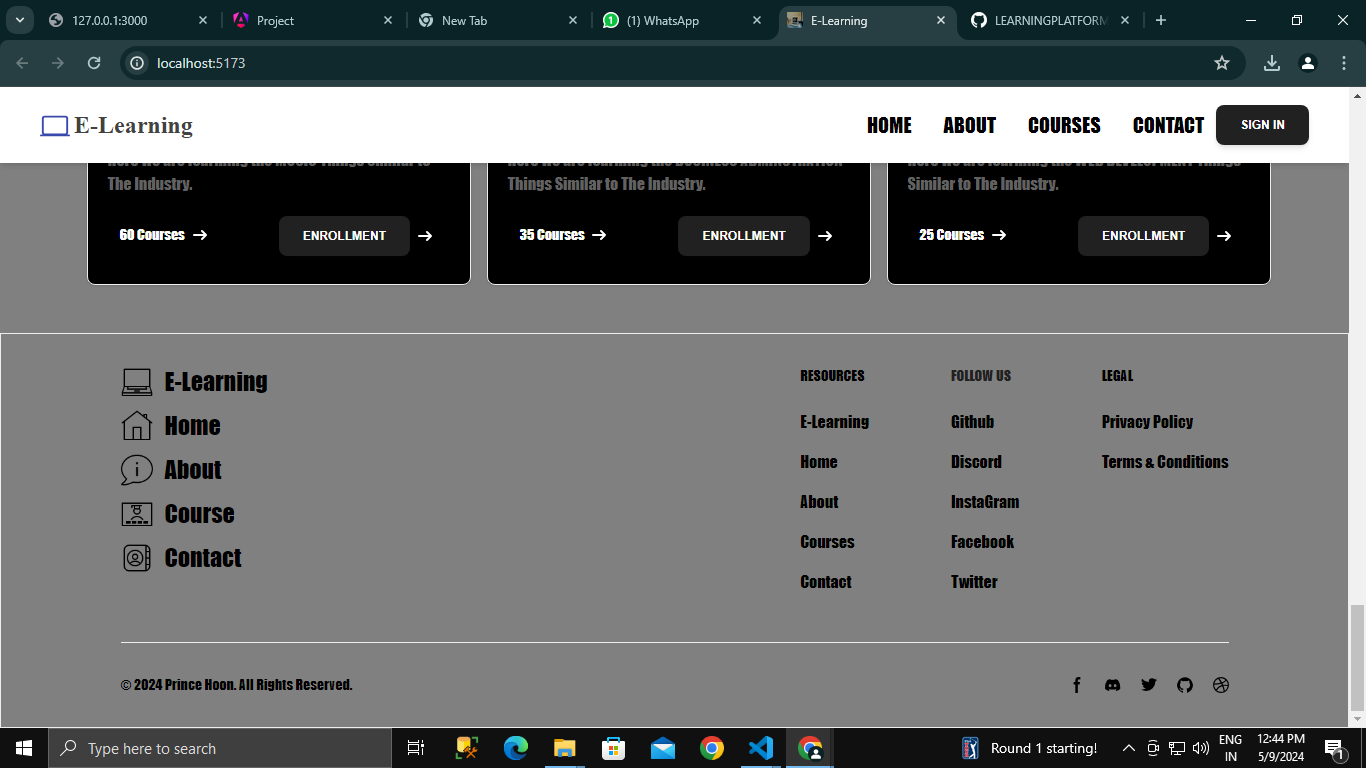 127.0.0.1:3000
Project
New Tab
(1) WhatsApp
E-Learning
LEARNINGPLATFORM
localhost:5173
E-Learning
HOME
ABOUT
COURSES
CONTACT
SIGN IN
The Industry.
Things Similar to The Industry.
Similar to The Industry.
60 Courses
ENROLLMENT
35 Courses
ENROLLMENT
25 Courses
ENROLLMENT
E-Learning
Home
About
Course
Contact
RESOURCES
E-Learning
Home
About
Courses
Contact
FOLLOW US
Github
Discord
InstaGram
Facebook
Twitter
LEGAL
Privacy Policy
Terms & Conditions
© 2024 Prince Hoon. All Rights Reserved.
Type here to search
Round 1 starting!
ENG
IN
12:44 PM
5/9/2024
1